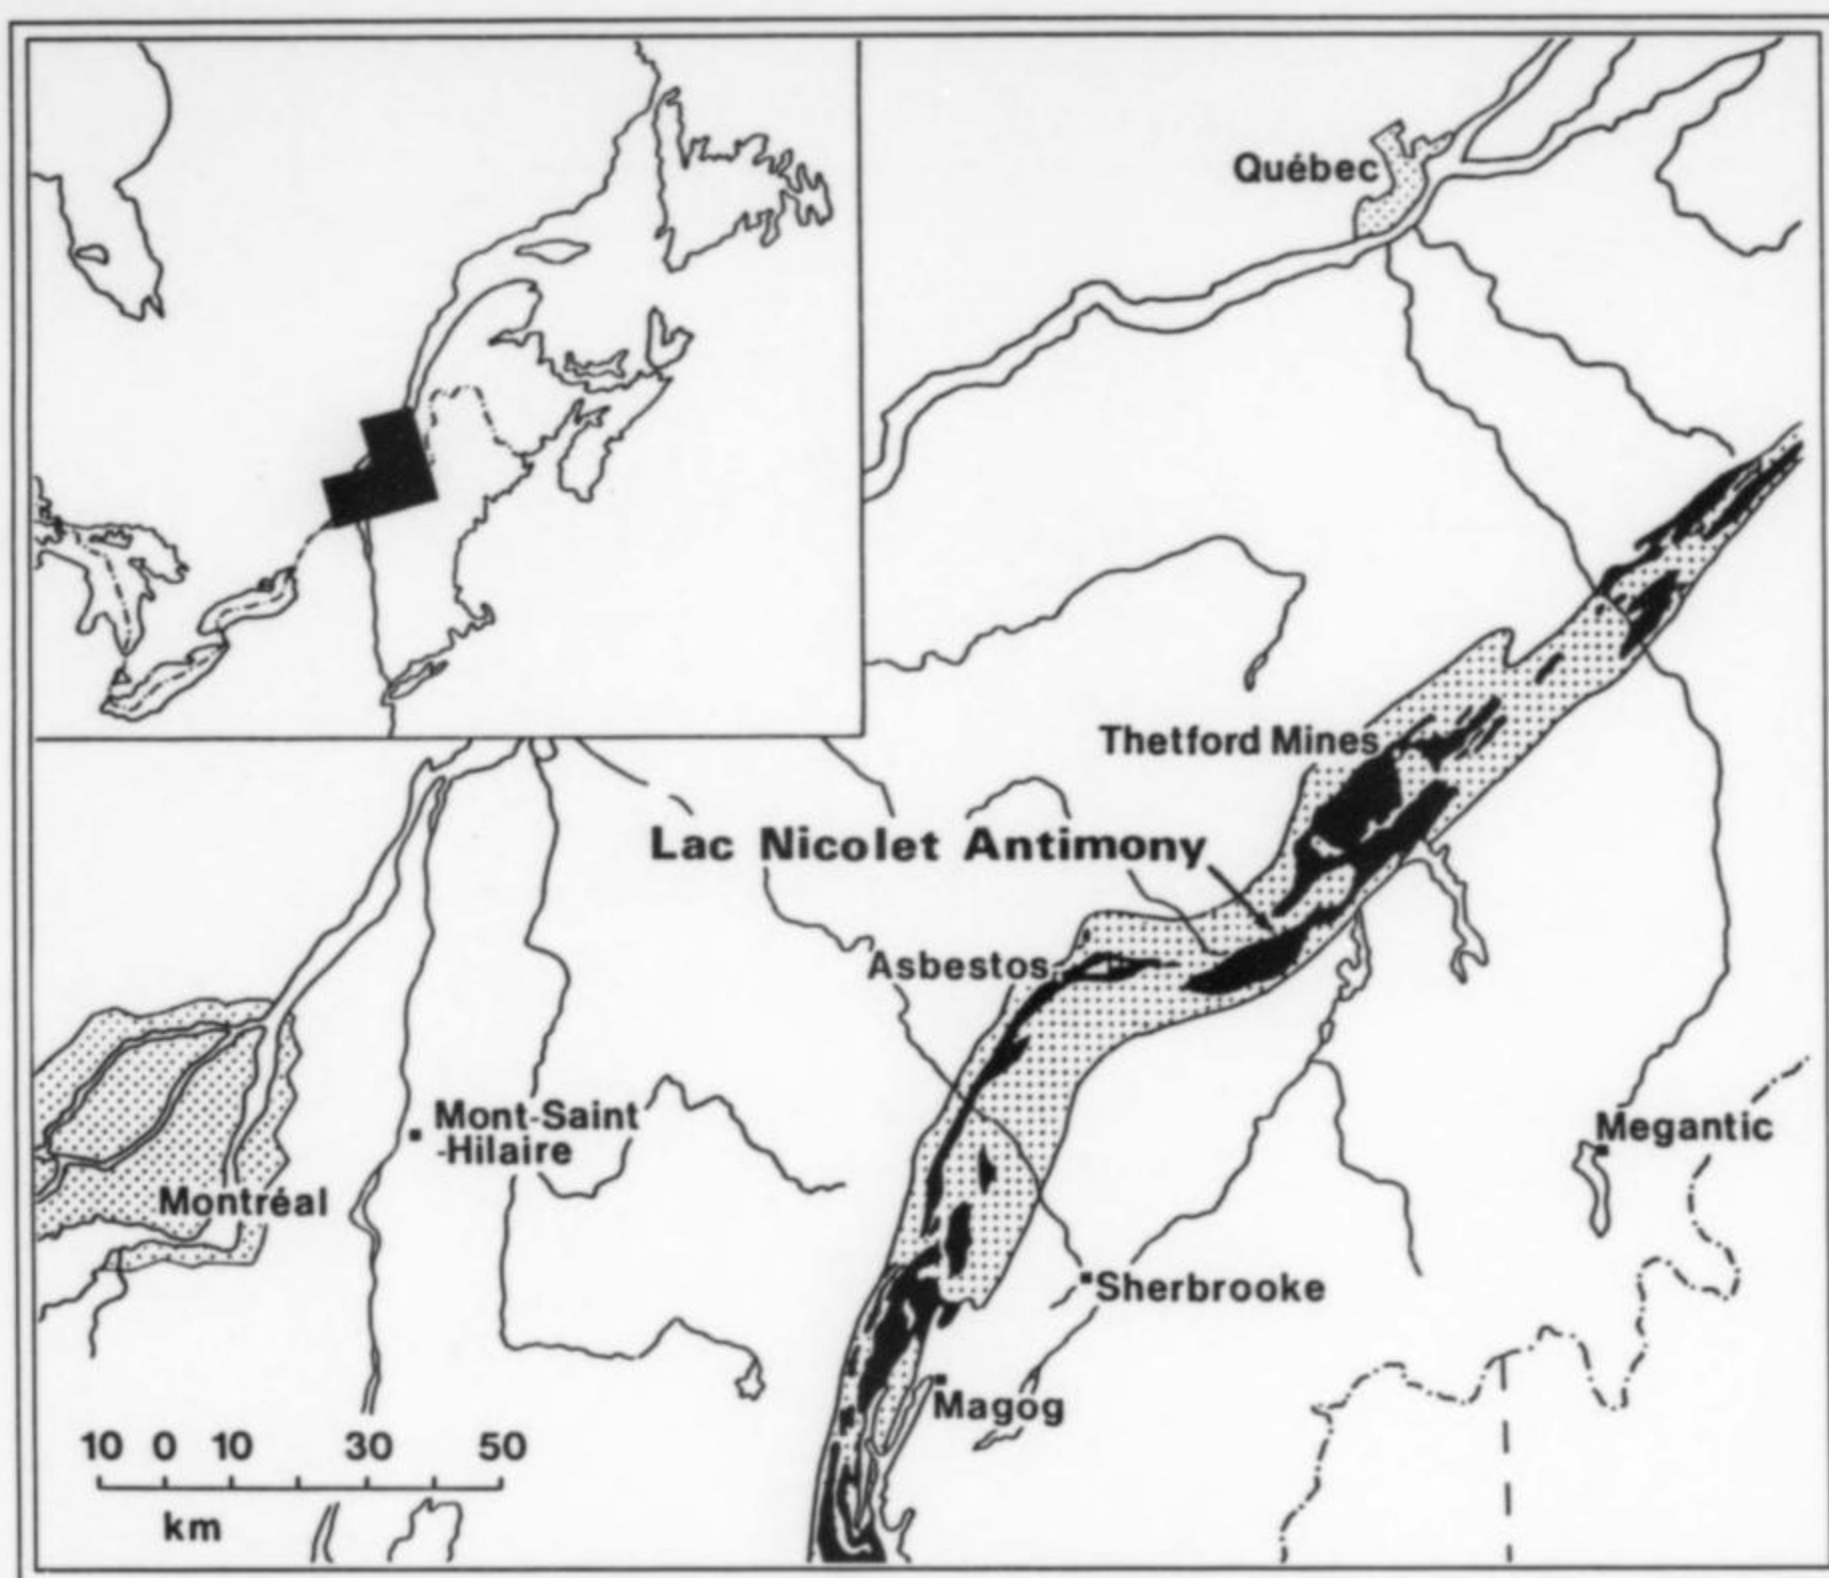 Québec
Thetford Mines
Lac Nicolet Antimony
Asbestos
Mont-Saint
-Hilaire
Megantic
Montréal
Sherbrooke
Magog
10 0 10 30 50
km